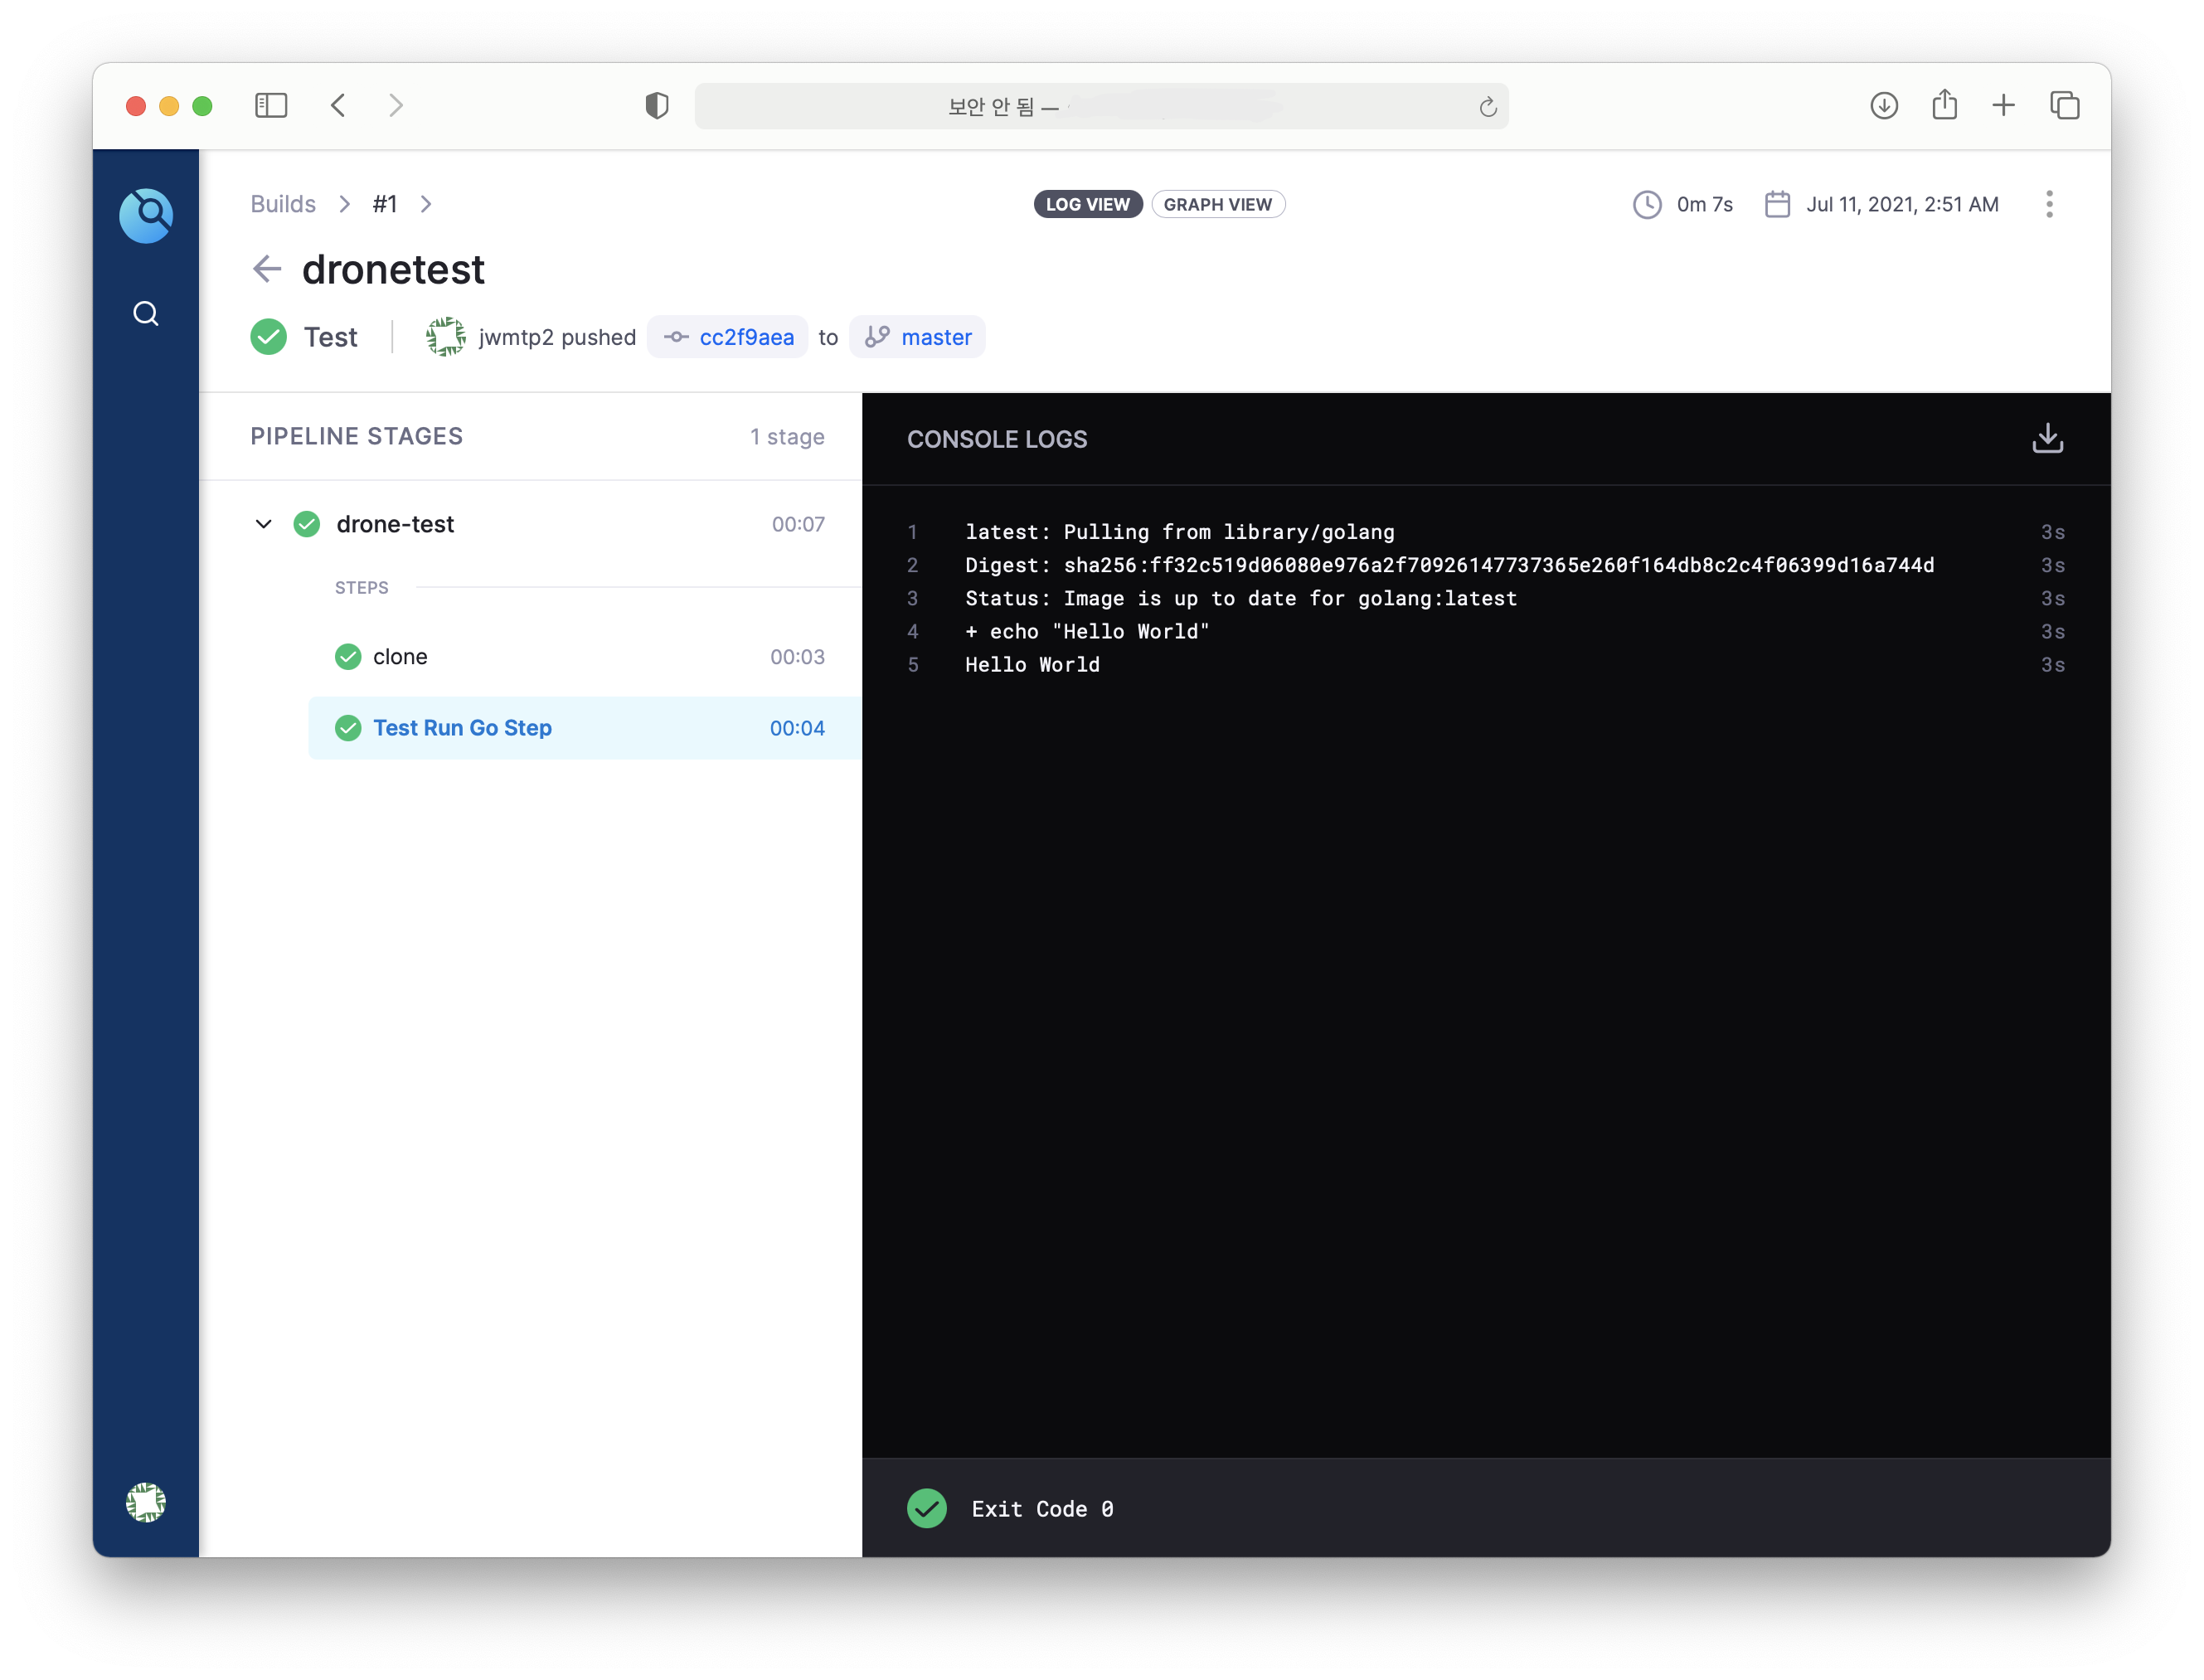 보안 안 됨 —
Builds > #1 >
LOG VIEW
GRAPH VIEW
0m 7s
Jul 11, 2021, 2:51 AM
dronetest
Test
jwmtp2 pushed cc2f9aea to master
PIPELINE STAGES
1 stage
drone-test
00:07
STEPS
clone
00:03
Test Run Go Step
00:04
CONSOLE LOGS
1 latest: Pulling from library/golang 3s
2 Digest: sha256:ff32c519d06080e976a2f70926147737365e260f164db8c2c4f06399d16a744d 3s
3 Status: Image is up to date for golang:latest 3s
4 + echo "Hello World" 3s
5 Hello World 3s
Exit Code 0